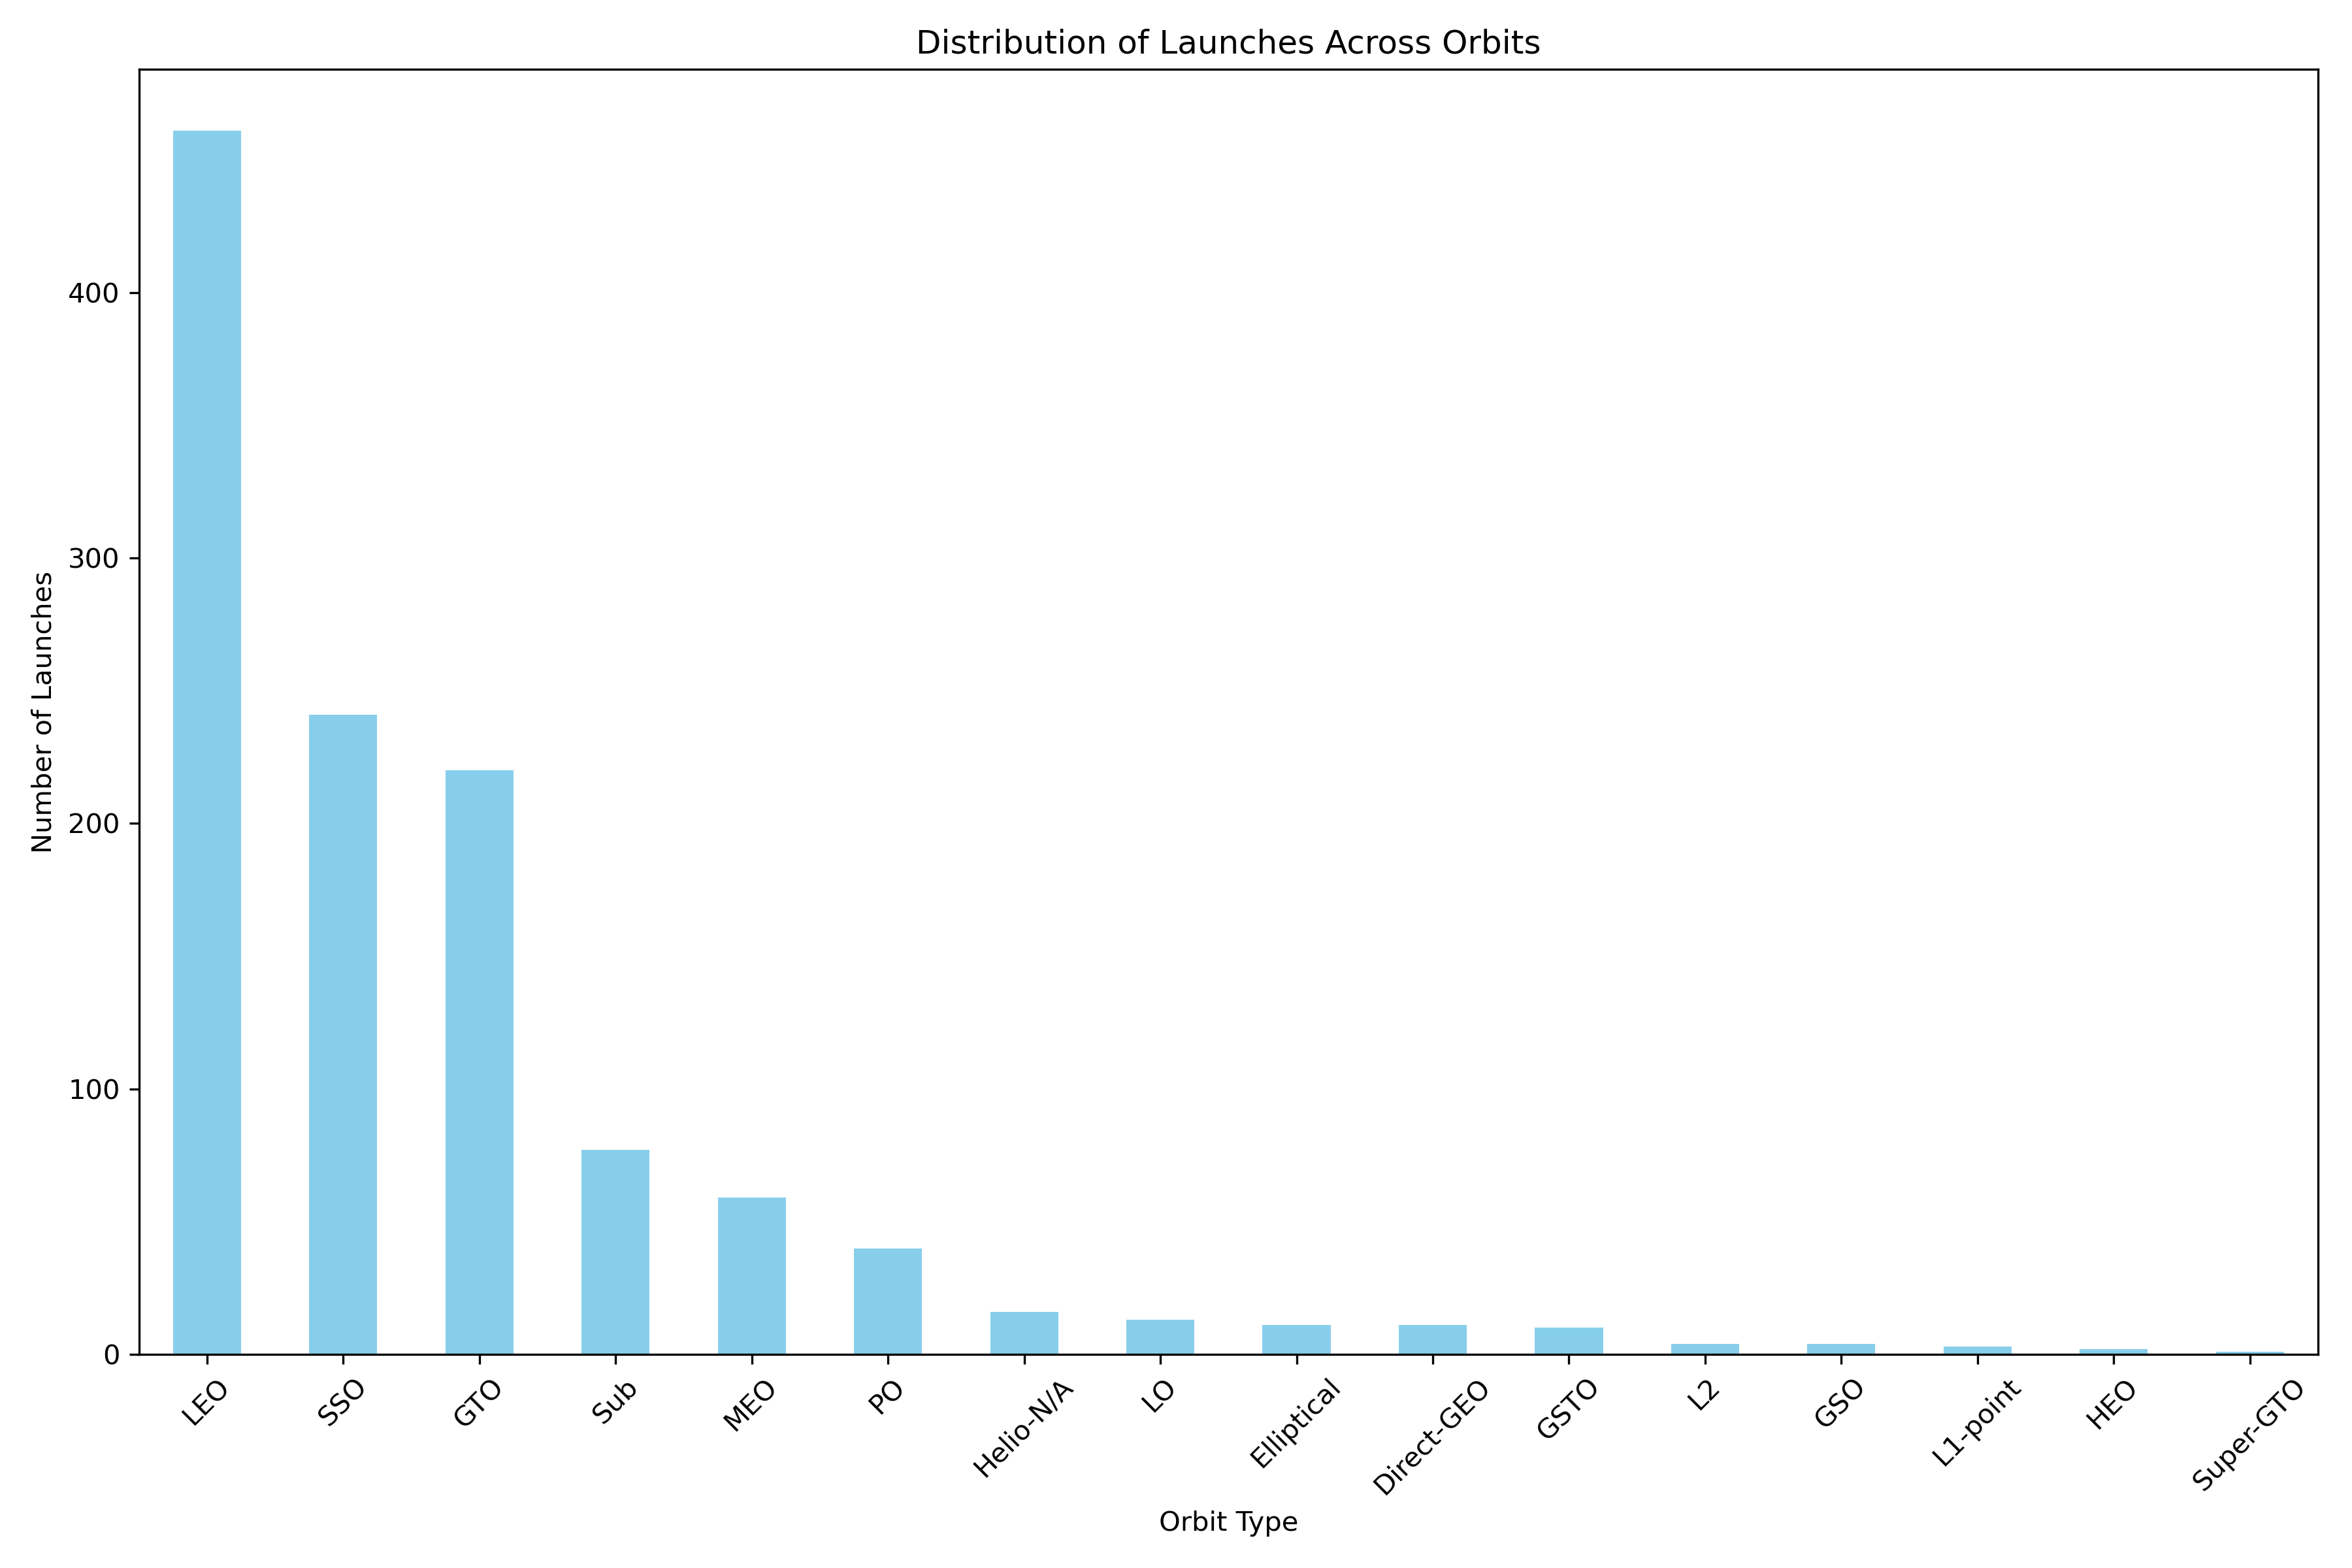 Distribution of Launches Across Orbits
Number of Launches
400
300
200
100
0
LEO
SSO
GTO
Sub
MEO
PO
Helio-N/A
LO
Elliptical
Direct-GEO
GSTO
L2
GSO
L1-point
HEO
Super-GTO
Orbit Type